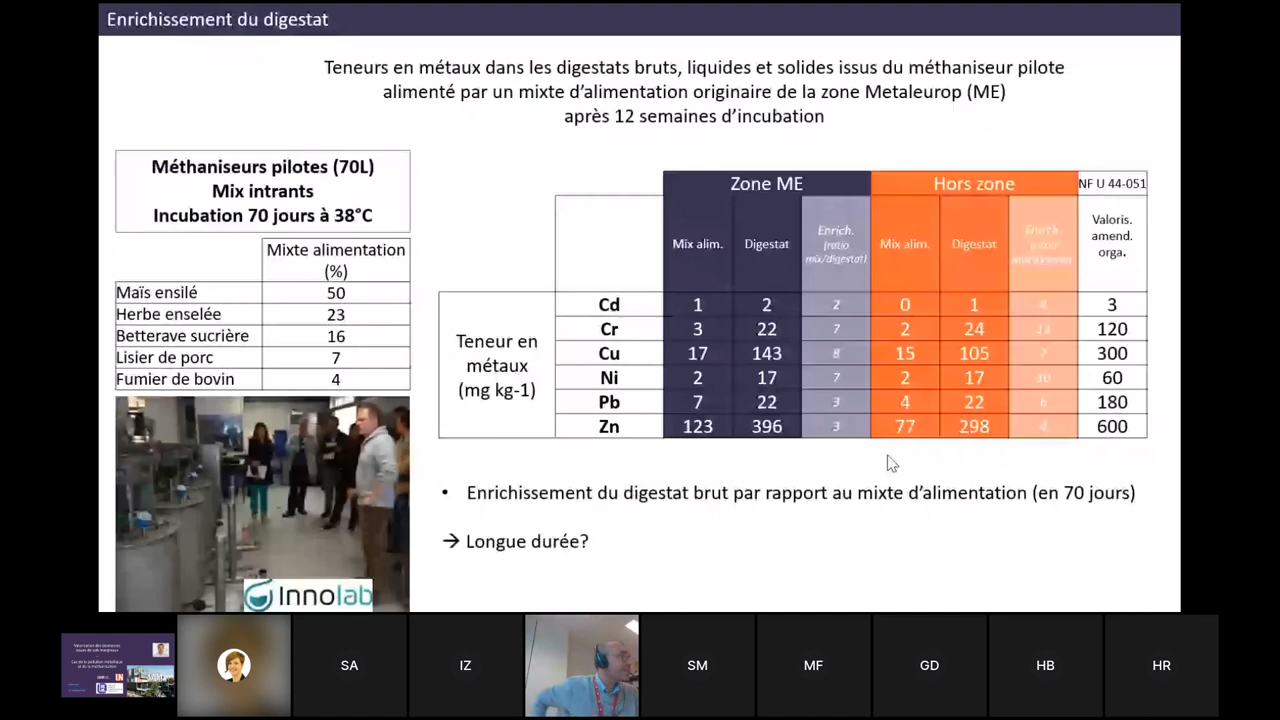 Enrichissement du digestat
Teneurs en métaux dans les digestats bruts, liquides et solides issus du méthaniseur pilote
alimenté par un mixte d'alimentation originaire de la zone Metaleurop (ME)
après 12 semaines d'incubation
Méthaniseurs pilotes (70L)
Mix intrants
Incubation 70 jours à 38°C
Mixte alimentation
(%)
Maïs ensilé 50
Herbe enselée 23
Betterave sucrière 16
Lisier de porc 7
Fumier de bovin 4
Innolab
Zone ME Hors zone NF U 44-051
Mix alim. Digestat Enrich. (ratio mix/digestat) Mix alim. Digestat Valoris. amend. orga.
Teneur en
métaux
(mg kg-1)
Cd 1 2 2 0 1 3
Cr 3 22 7 2 24 120
Cu 17 143 8 15 105 7 300
Ni 2 17 7 2 17 10 60
Pb 7 22 3 4 22 6 180
Zn 123 396 3 77 298 4 600
• Enrichissement du digestat brut par rapport au mixte d'alimentation (en 70 jours)
→ Longue durée?
SA
IZ
SM
MF
GD
HB
HR